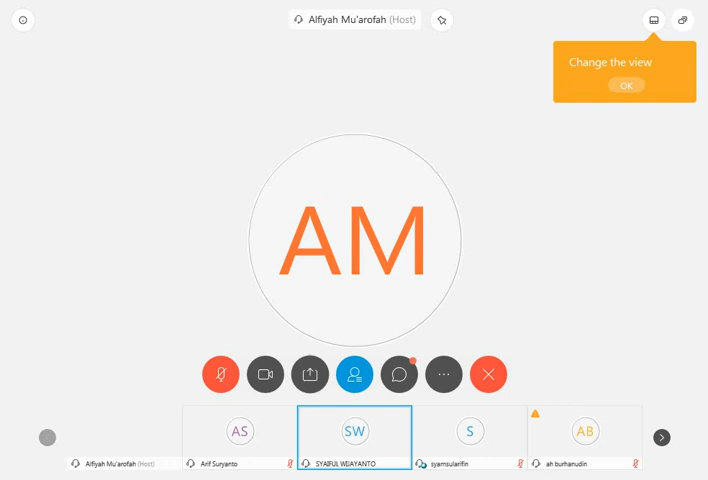 Alfiyah Mu'arofah (Host)
Change the view
OK
AM
AS
SW
S
AB
Alfiyah Mu'arofah (Host)
Arif Suryanto
SYAIFUL WIJAYANTO
syamsularifin
ah burhanudin